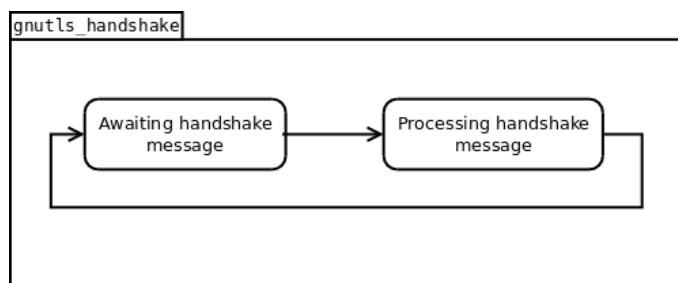 gnutls_handshake
Awaiting handshake
message
Processing handshake
message